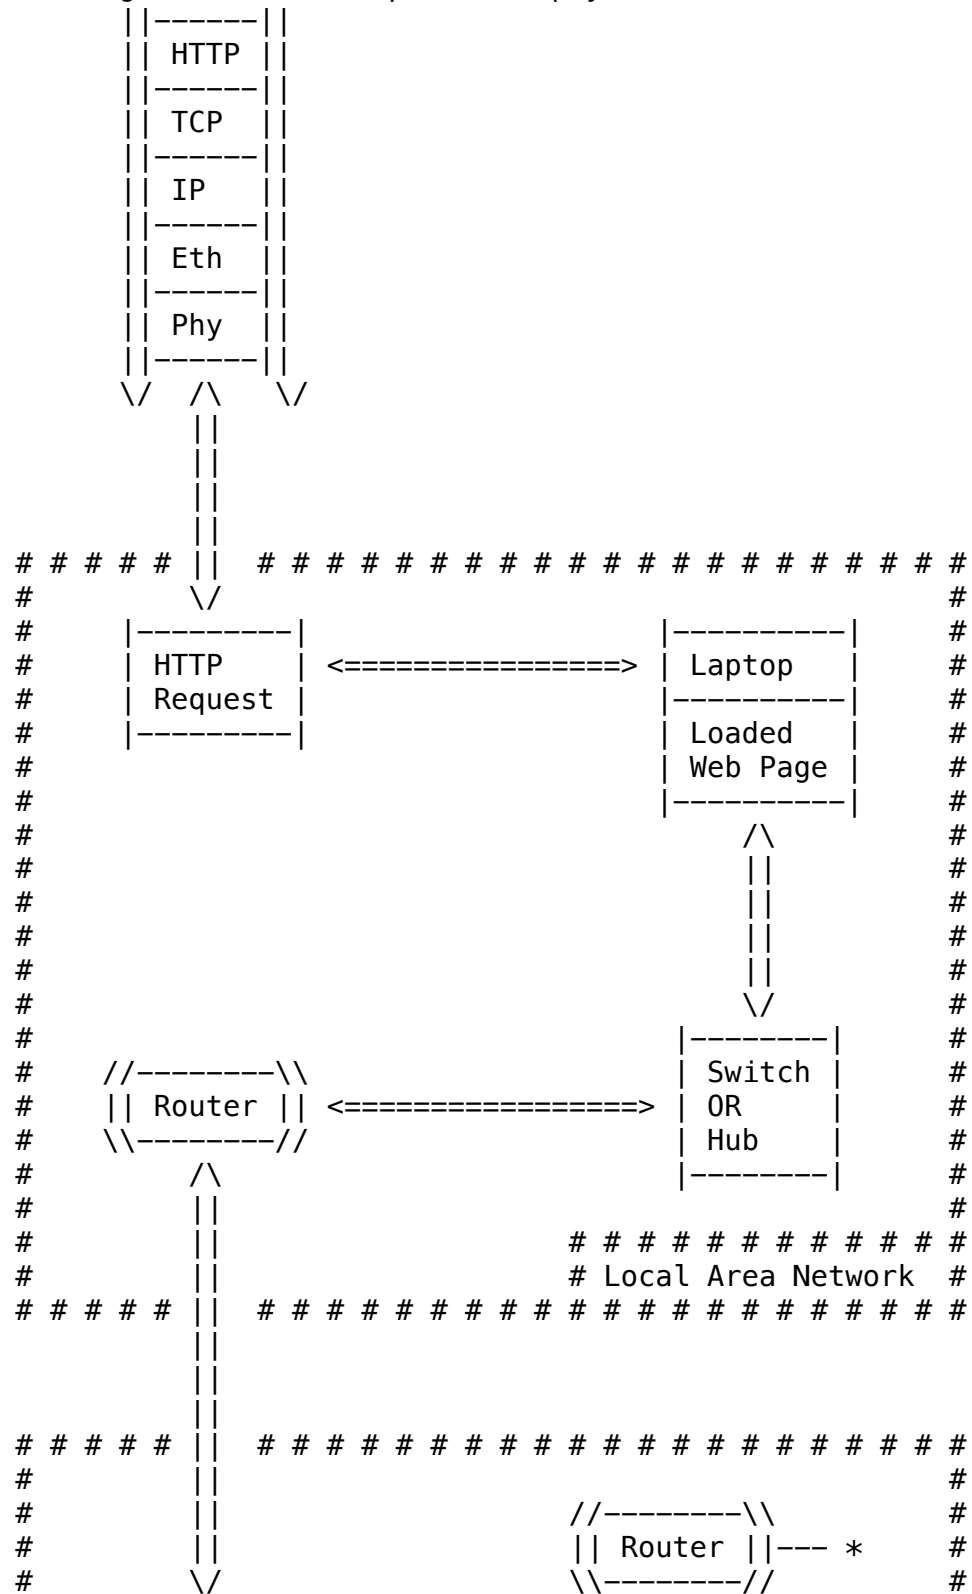 ||------||
|| HTTP ||
||------||
|| TCP  ||
||------||
|| IP   ||
||------||
|| Eth  ||
||------||
|| Phy  ||
||------||
\/  /\   \/
||
||
||
||
# # # # # ||  # # # # # # # # # # # # # # # # # # # # #
#         \/                                          #
#     |---------|                    |----------|     #
#     | HTTP    | <================> | Laptop   |     #
#     | Request |                    |----------|     #
#     |---------|                    | Loaded   |     #
#                                    | Web Page |     #
#                                    |----------|     #
#                                         /\          #
#                                         ||          #
#                                         ||          #
#                                         ||          #
#                                         ||          #
#                                         \/          #
#                                     |--------|      #
#    //--------\\                     | Switch |      #
#    || Router || <=================> | OR     |      #
#    \\--------//                     | Hub    |      #
#         /\                          |--------|      #
#         ||                                          #
#         ||                    # # # # # # # # # # # #
#         ||                    # Local Area Network  #
# # # # # ||  # # # # # # # # # # # # # # # # # # # # #
||
||
||
# # # # # ||  # # # # # # # # # # # # # # # # # # # # #
#         ||                                          #
#         ||                    //--------\\          #
#         ||                    || Router ||--- *     #
#         \/                    \\--------//          #